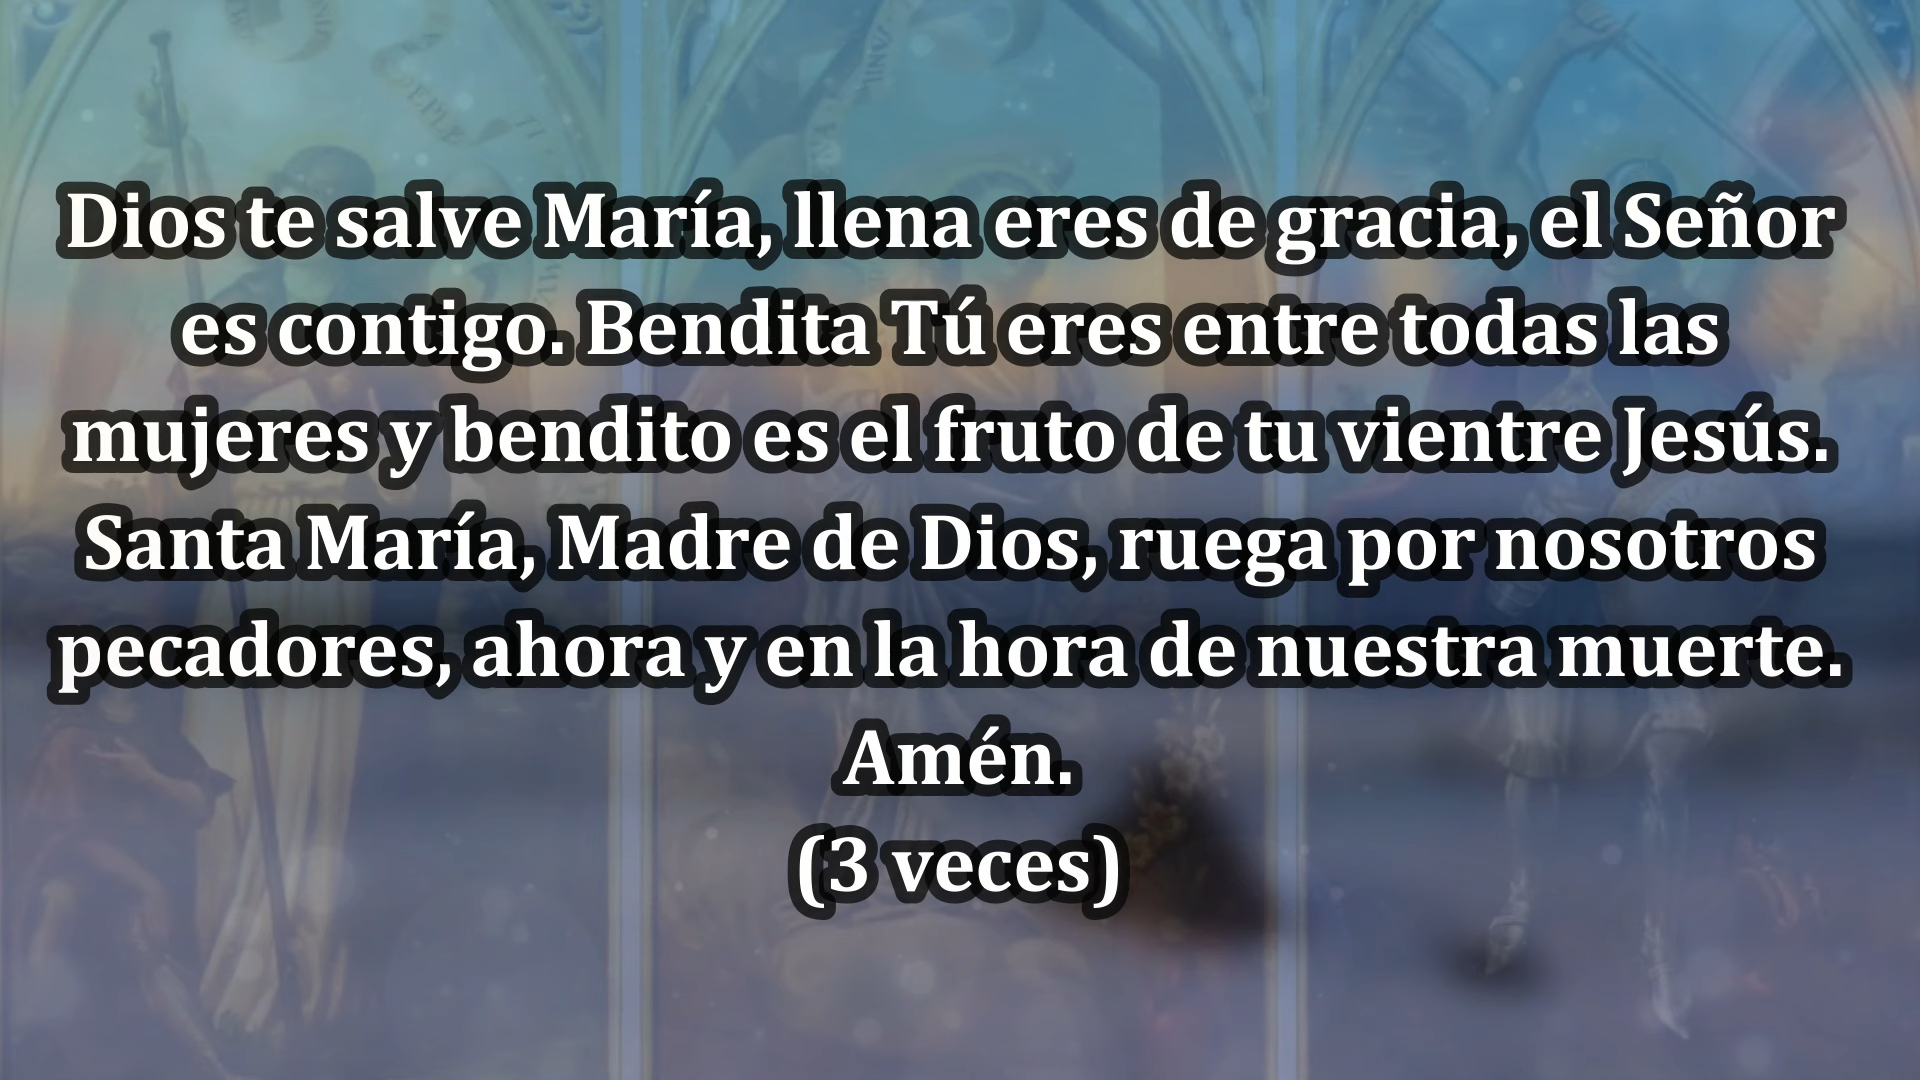 Dios te salve María, llena eres de gracia, el Señor
es contigo. Bendita Tú eres entre todas las
mujeres y bendito es el fruto de tu vientre Jesús.
Santa María, Madre de Dios, ruega por nosotros
pecadores, ahora y en la hora de nuestra muerte.
Amén.
(3 veces)